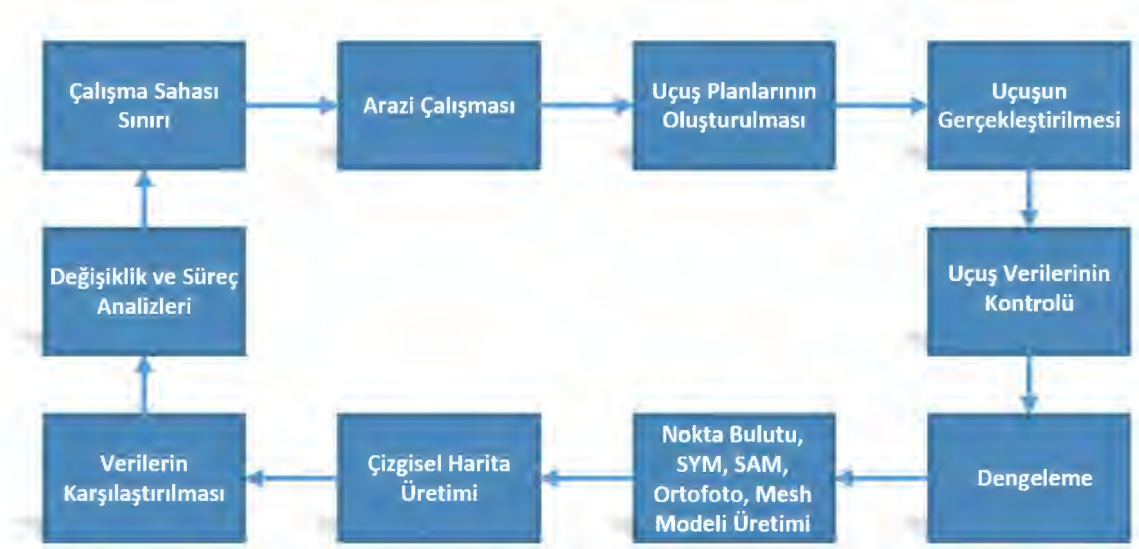 Çalışma Sahası
Sınırı
Arazi Çalışması
Uçuş Planlarının
Oluşturulması
Uçuşun
Gerçekleştirilmesi
Uçuş Verilerinin
Kontrolü
Dengeleme
Nokta Bulutu,
SYM, SAM,
Ortofoto, Mesh
Modeli Üretimi
Çizgisel Harita
Üretimi
Verilerin
Karşılaştırılması
Değişiklik ve Süreç
Analizleri